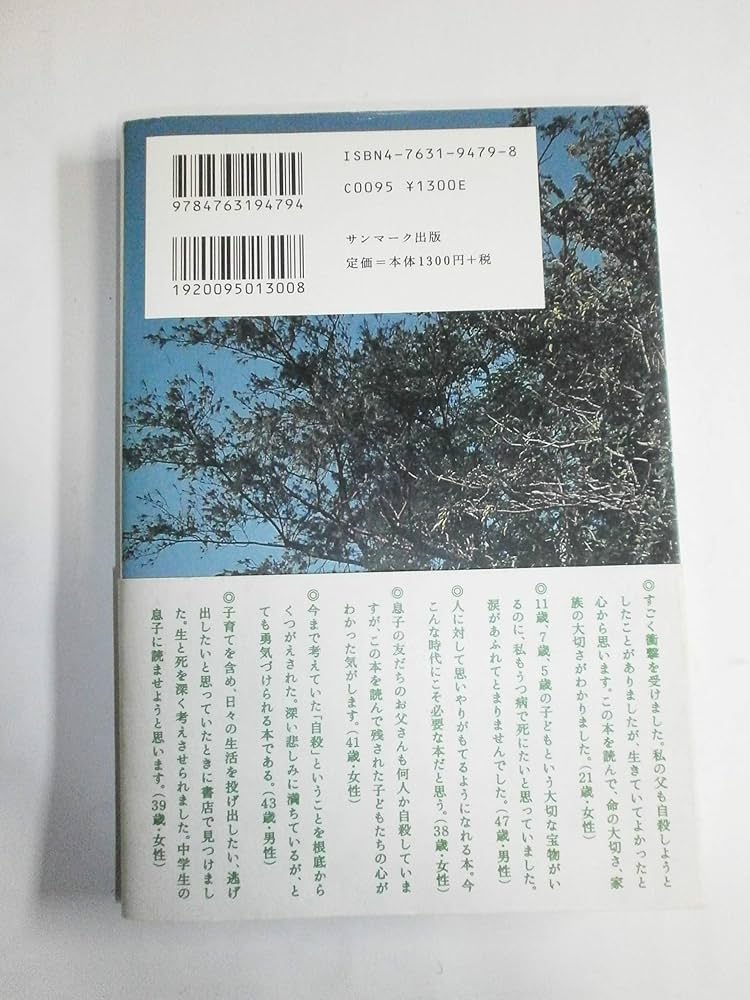 ISBN4-7631-9479-8
C0095 ¥1300E
9784763194794
サンマーク出版
定価＝本体1300円＋税
1920095013008
◎すごく衝撃を受けました。私の父も自殺しようと
したことがありましたが、生きていてよかったと
心から思います。この本を読んで、命の大切さ、家
族の大切さがわかりました。(21歳・女性)
◎11歳、7歳、5歳の子どもという大切な宝物がい
るのに、私もうつ病で死にたいと思っていました。
涙があふれてとまりませんでした。(47歳・男性)
◎人に対して思いやりがもてるようになれる本。今
こんな時代にこそ必要な本だと思う。(38歳・女性)
◎息子の友だちのお父さんも何人か自殺していま
すが、この本を読んで残された子どもたちの心が
わかった気がします。(41歳・女性)
◎今まで考えていた「自殺」ということを根底から
くつがえされた。深い悲しみに満ちているが、と
ても勇気づけられる本である。(43歳・男性)
◎子育てを含め、日々の生活を投げ出したい、逃げ
出したいと思っていたときに書店で見つけまし
た。生と死を深く考えさせられました。中学生の
息子に読ませようと思います。(39歳・女性)